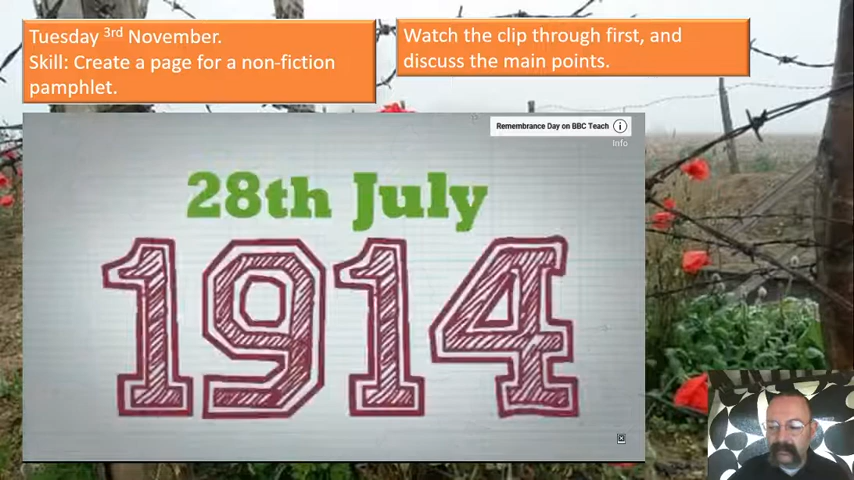 Tuesday 3rd November.
Skill: Create a page for a non-fiction
pamphlet.
Watch the clip through first, and
discuss the main points.
Remembrance Day on BBC Teach
Info
28th July
1914